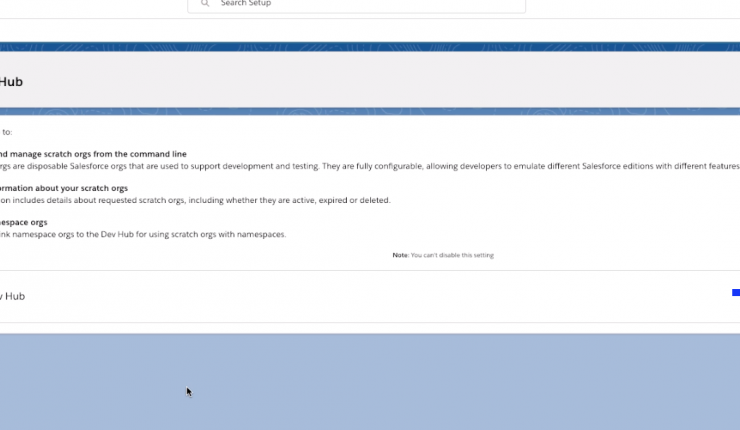 Search Setup
Hub
to:
nd manage scratch orgs from the command line
rgs are disposable Salesforce orgs that are used to support development and testing. They are fully configurable, allowing developers to emulate different Salesforce editions with different features
ormation about your scratch orgs
on includes details about requested scratch orgs, including whether they are active, expired or deleted.
espace orgs
ink namespace orgs to the Dev Hub for using scratch orgs with namespaces.
Note: You can't disable this setting
v Hub